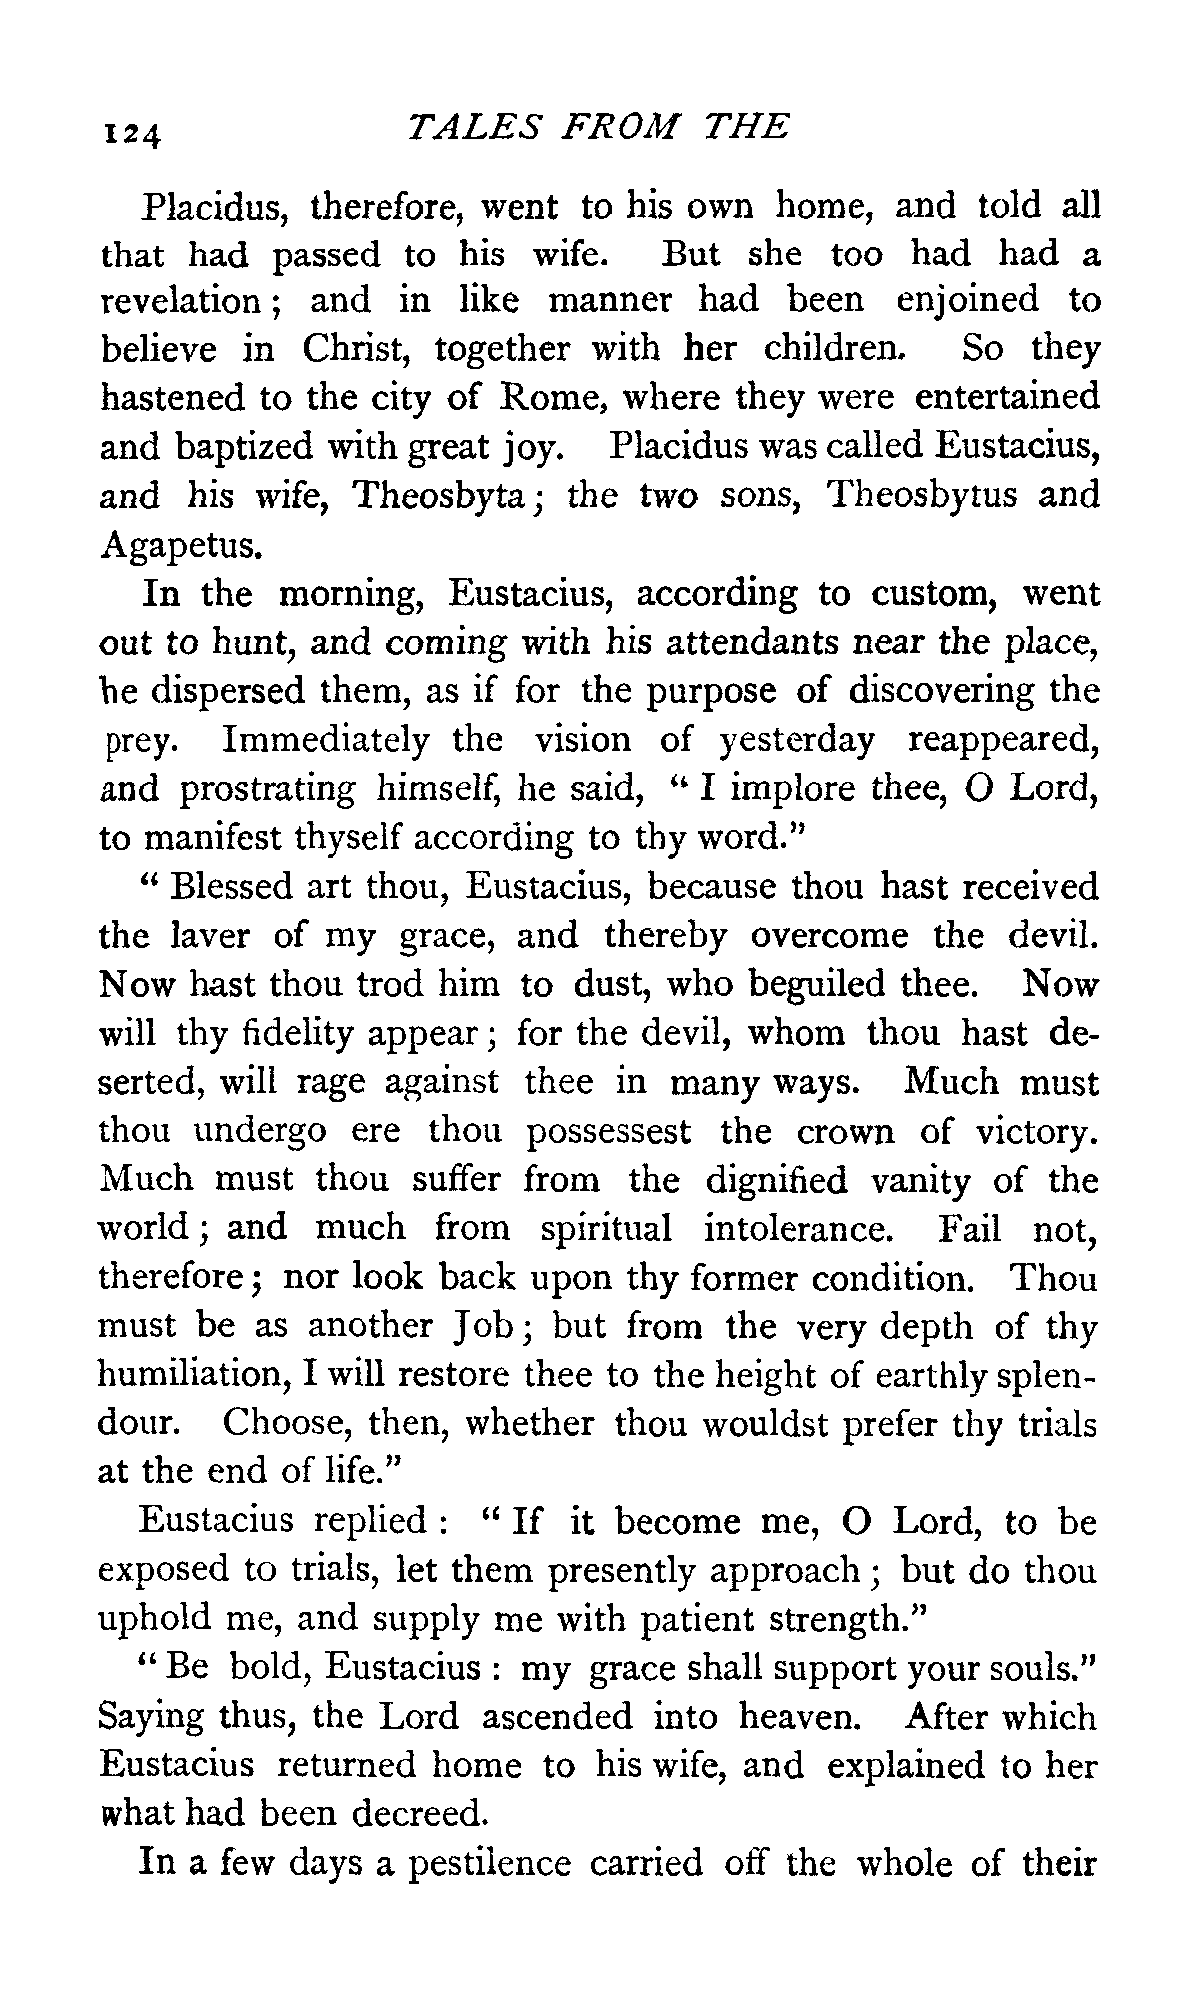 124 TALES FROM THE
Placidus, therefore, went to his own home, and told all
that had passed to his wife. But she too had had a
revelation ; and in like manner had been enjoined to
believe in Christ, together with her children. So they
hastened to the city of Rome, where they were entertained
and baptized with great joy. Placidus was called Eustacius,
and his wife, Theosbyta ; the two sons, Theosbytus and
Agapetus.
In the morning, Eustacius, according to custom, went
out to hunt, and coming with his attendants near the place,
he dispersed them, as if for the purpose of discovering the
prey. Immediately the vision of yesterday reappeared,
and prostrating himself, he said, “ I implore thee, O Lord,
to manifest thyself according to thy word.”
“ Blessed art thou, Eustacius, because thou hast received
the laver of my grace, and thereby overcome the devil.
Now hast thou trod him to dust, who beguiled thee. Now
will thy fidelity appear ; for the devil, whom thou hast de-
serted, will rage against thee in many ways. Much must
thou undergo ere thou possessest the crown of victory.
Much must thou suffer from the dignified vanity of the
world ; and much from spiritual intolerance. Fail not,
therefore ; nor look back upon thy former condition. Thou
must be as another Job ; but from the very depth of thy
humiliation, I will restore thee to the height of earthly splen-
dour. Choose, then, whether thou wouldst prefer thy trials
at the end of life.”
Eustacius replied : “ If it become me, O Lord, to be
exposed to trials, let them presently approach ; but do thou
uphold me, and supply me with patient strength.”
“ Be bold, Eustacius : my grace shall support your souls.”
Saying thus, the Lord ascended into heaven. After which
Eustacius returned home to his wife, and explained to her
what had been decreed.
In a few days a pestilence carried off the whole of their